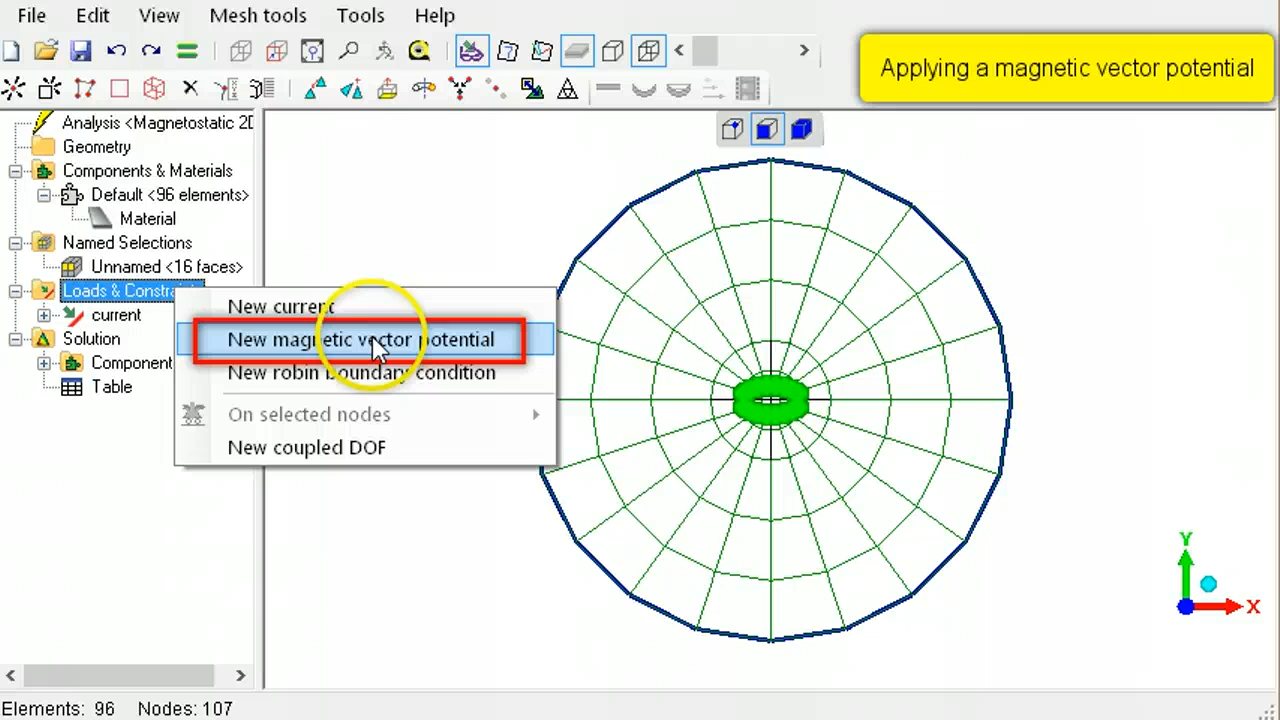 File Edit View Mesh tools Tools Help
Applying a magnetic vector potential
Analysis <Magnetostatic 2D
Geometry
Components & Materials
Default <96 elements>
Material
Named Selections
Unnamed <16 faces>
Loads & Constrai
current
Solution
Component
Table
New current
New magnetic vector potential
New robin boundary condition
On selected nodes
New coupled DOF
Y
X
Elements: 96 Nodes: 107